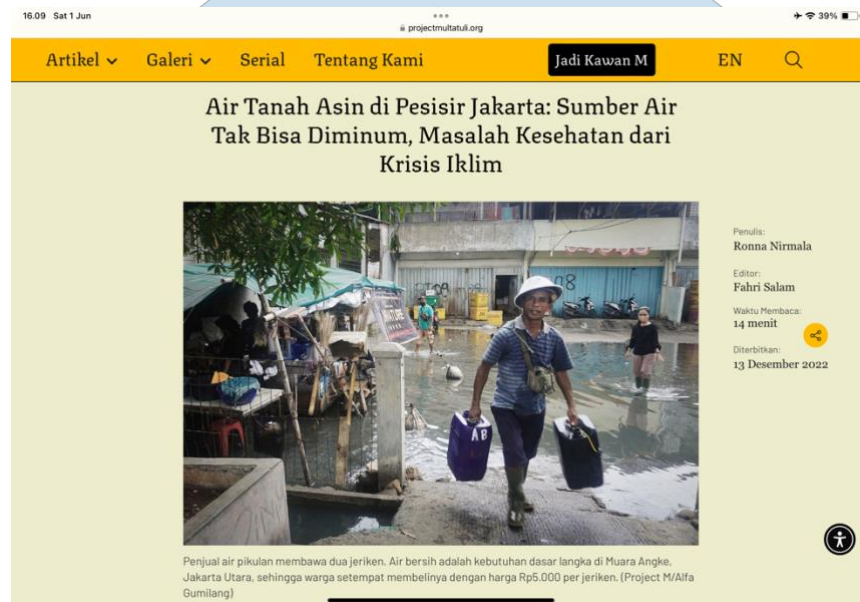 16.09 Sat 1 Jun
projectmultatuli.org
39%
Artikel Galeri Serial Tentang Kami Jadi Kawan M EN
Air Tanah Asin di Pesisir Jakarta: Sumber Air
Tak Bisa Diminum, Masalah Kesehatan dari
Krisis Iklim
Penulis:
Ronna Nirmala
Editor:
Fahri Salam
Waktu Membaca:
14 menit
Diterbitkan:
13 Desember 2022
AB
Penjual air pikulan membawa dua jeriken. Air bersih adalah kebutuhan dasar langka di Muara Angke,
Jakarta Utara, sehingga warga setempat membelinya dengan harga Rp5.000 per jeriken. (Project M/Alfa
Gumilang)